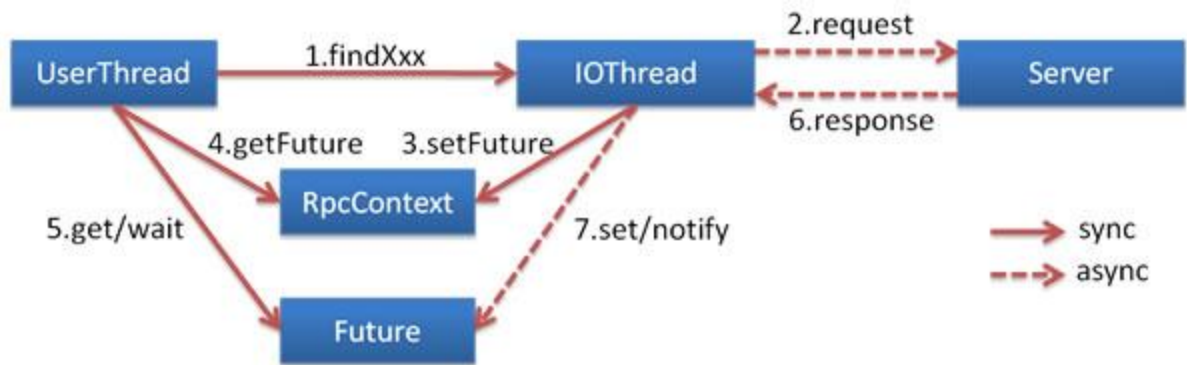 2.request
1.findXxx
UserThread
IOThread
Server
6.response
4.getFuture
3.setFuture
RpcContext
5.get/wait
7.set/notify
sync
async
Future